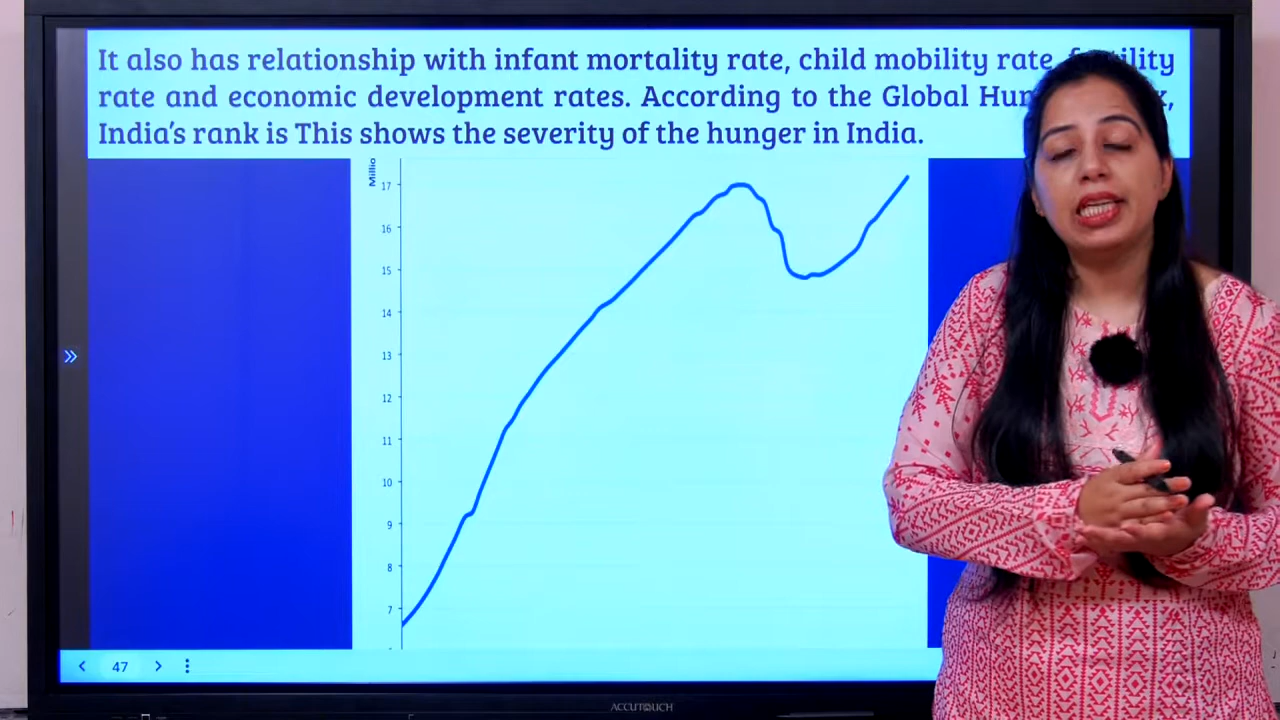 It also has relationship with infant mortality rate, child mobility rate,
rate and economic development rates. According to the Global
India's rank is This shows the severity of the hunger in India.
Millio
17
16
15
14
13
12
11
10
9
8
7
47
ACCUTOUCH